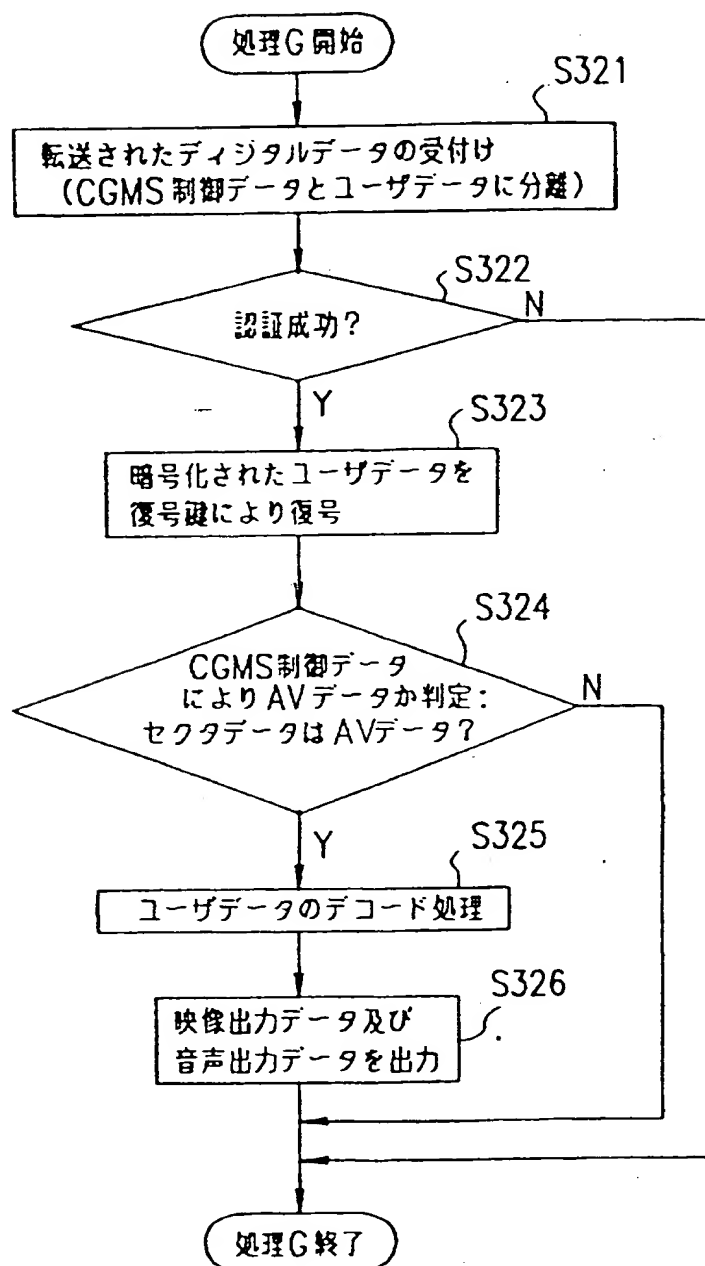 処理G開始
S321
転送されたディジタルデータの受付け
(CGMS制御データとユーザデータに分離)
S322
認証成功?
N
Y
S323
暗号化されたユーザデータを
復号鍵により復号
S324
CGMS制御データ
によりAVデータか判定:
セクタデータはAVデータ?
N
Y
S325
ユーザデータのデコード処理
S326
映像出力データ及び
音声出力データを出力
処理G終了